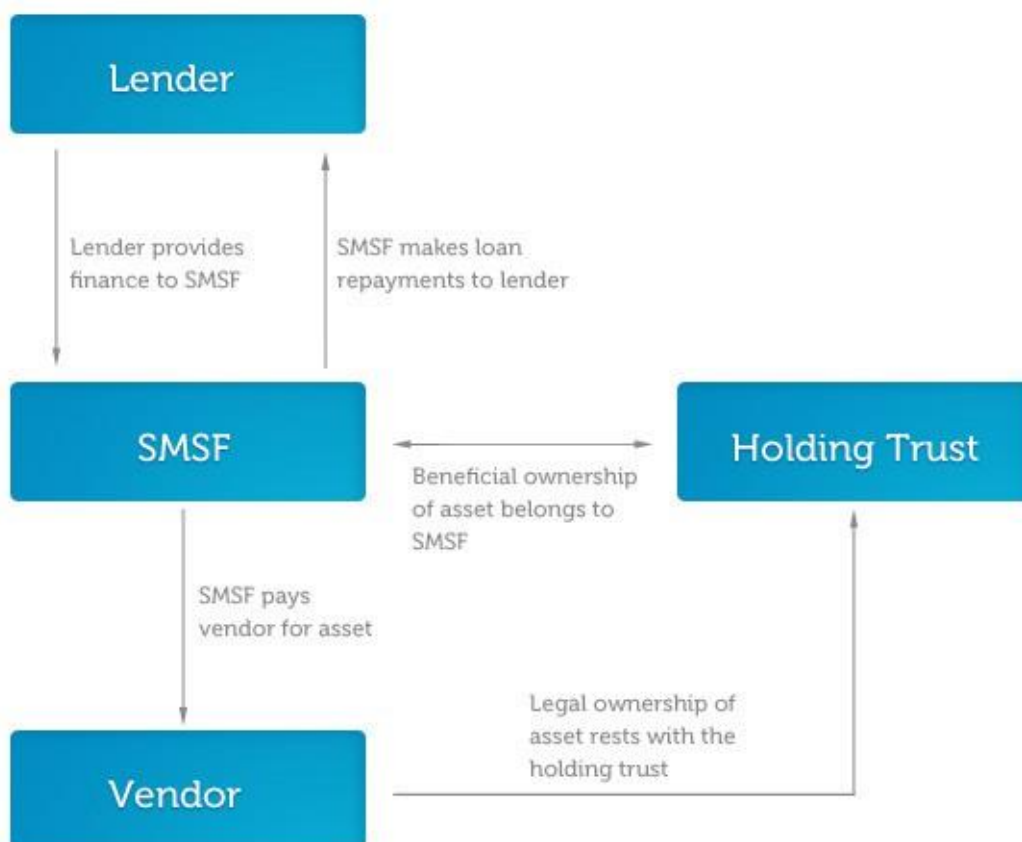 Lender
Lender provides
finance to SMSF
SMSF makes loan
repayments to lender
SMSF
Holding Trust
Beneficial ownership
of asset belongs to
SMSF
SMSF pays
vendor for asset
Legal ownership of
asset rests with the
holding trust
Vendor